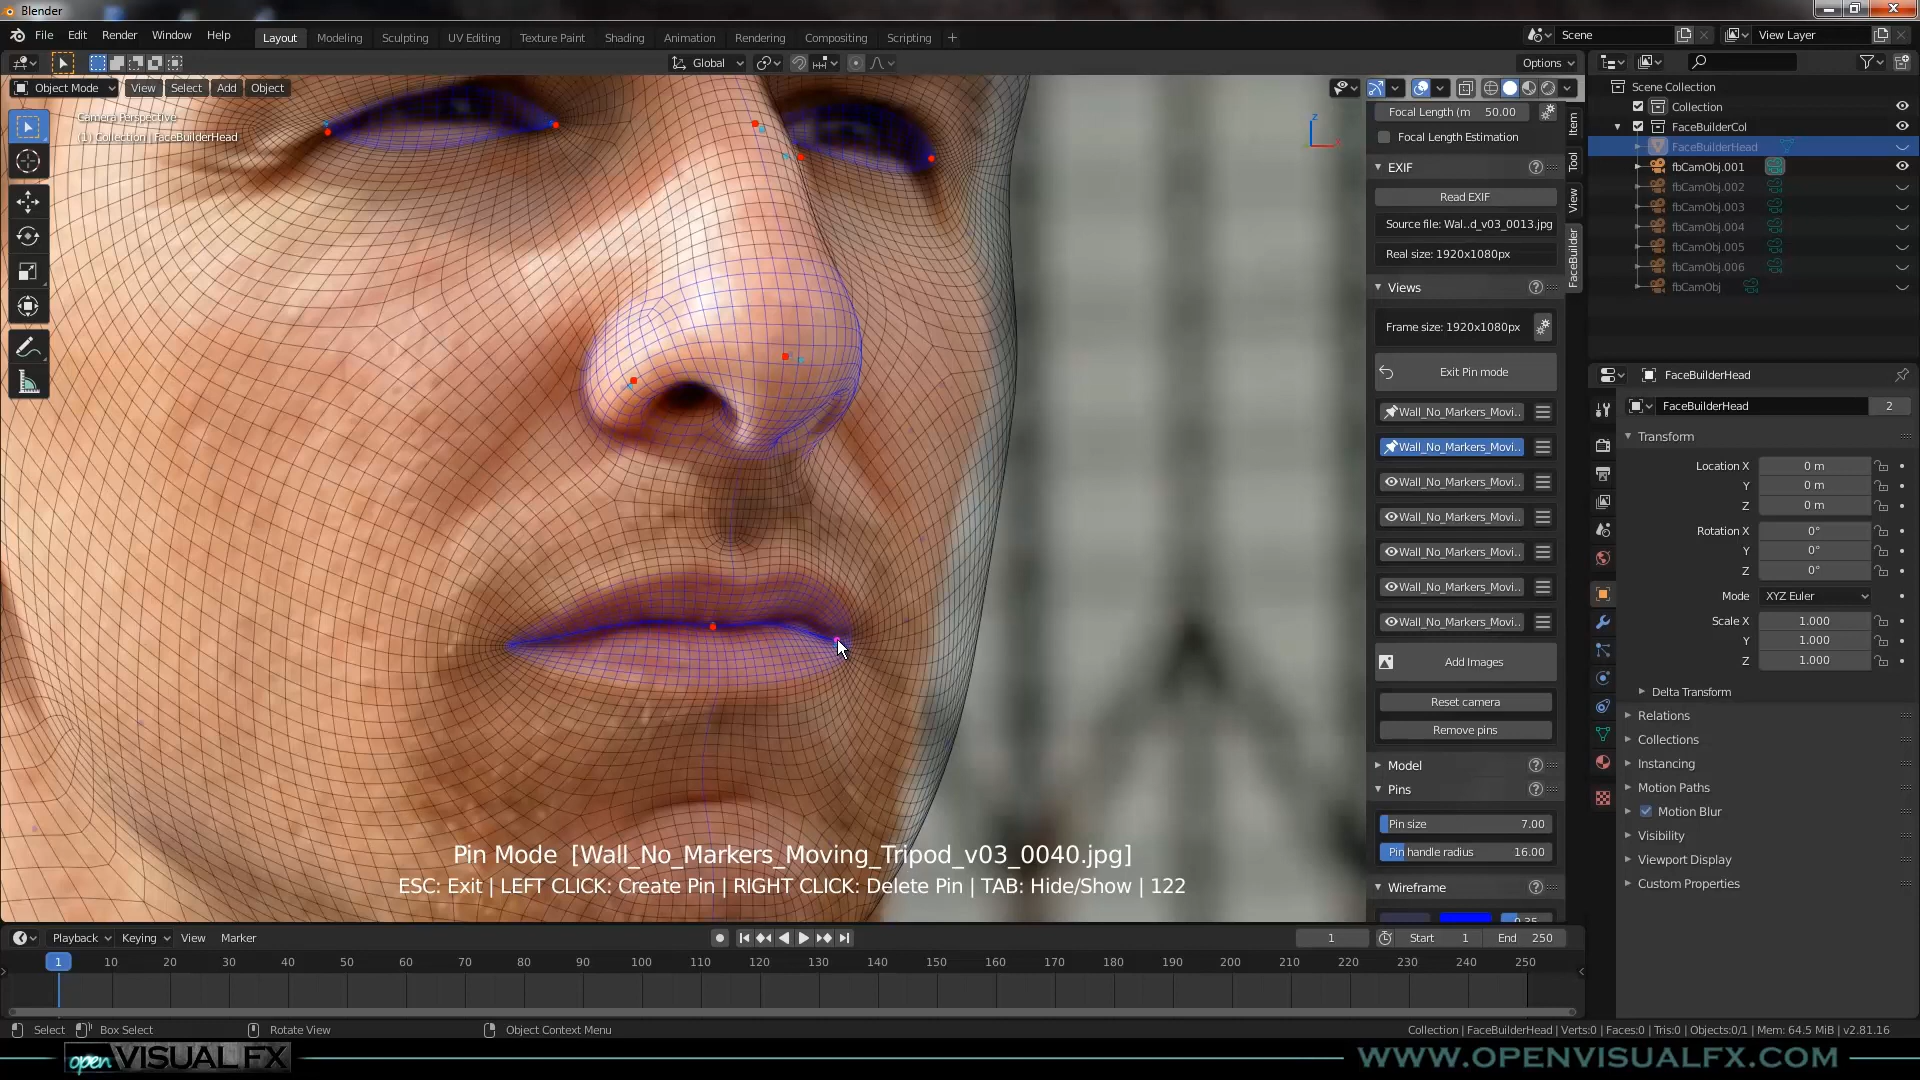 Blender
File Edit Render Window Help
Layout Modeling Sculpting UV Editing Texture Paint Shading Animation Rendering Compositing Scripting +
Scene
View Layer
Global
Options
Object Mode View Select Add Object
Camera Perspective
(1) Collection | FaceBuilderHead
Z
Focal Length (m 50.00
Focal Length Estimation
EXIF
Read EXIF
Source file: Wal..d_v03_0013.jpg
Real size: 1920x1080px
Views
Frame size: 1920x1080px
Exit Pin mode
Wall_No_Markers_Movi..
Wall_No_Markers_Movi..
Wall_No_Markers_Movi..
Wall_No_Markers_Movi..
Wall_No_Markers_Movi..
Wall_No_Markers_Movi..
Wall_No_Markers_Movi..
Add Images
Reset camera
Remove pins
Model
Pins
Pin size 7.00
Pin handle radius 16.00
Wireframe
0.35
Item
Tool
View
FaceBuilder
Scene Collection
Collection
FaceBuilderCol
FaceBuilderHead
fbCamObj.001
fbCamObj.002
fbCamObj.003
fbCamObj.004
fbCamObj.005
fbCamObj.006
fbCamObj
FaceBuilderHead
FaceBuilderHead 2
Transform
Location X 0 m
Y 0 m
Z 0 m
Rotation X 0°
Y 0°
Z 0°
Mode XYZ Euler
Scale X 1.000
Y 1.000
Z 1.000
Delta Transform
Relations
Collections
Instancing
Motion Paths
Motion Blur
Visibility
Viewport Display
Custom Properties
Pin Mode [Wall_No_Markers_Moving_Tripod_v03_0040.jpg]
ESC: Exit | LEFT CLICK: Create Pin | RIGHT CLICK: Delete Pin | TAB: Hide/Show | 122
Playback Keying View Marker
1 Start 1 End 250
1 10 20 30 40 50 60 70 80 90 100 110 120 130 140 150 160 170 180 190 200 210 220 230 240 250
Select Box Select Rotate View Object Context Menu
Collection | FaceBuilderHead | Verts:0 | Faces:0 | Tris:0 | Objects:0/1 | Mem: 64.5 MiB | v2.81.16
open VISUALFX
WWW.OPENVISUALFX.COM